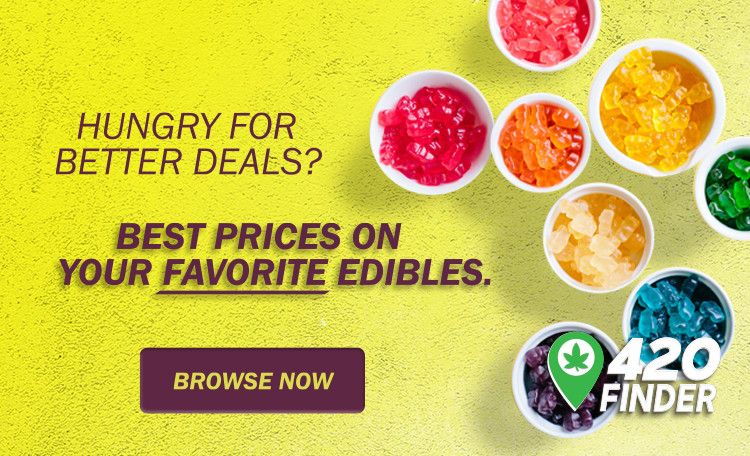 HUNGRY FOR
BETTER DEALS?
BEST PRICES ON
YOUR FAVORITE EDIBLES.
BROWSE NOW
420
FINDER